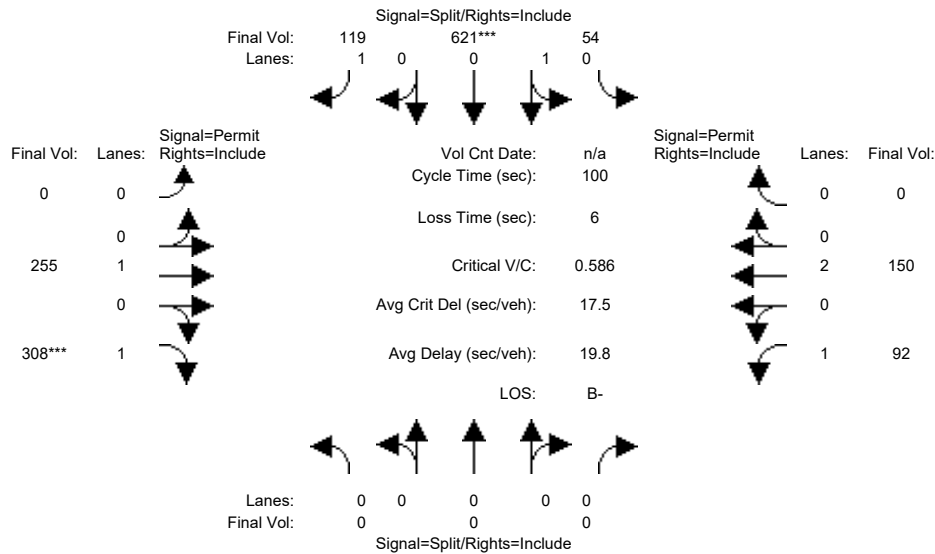 Signal=Split/Rights=Include
Final Vol: 119 621*** 54
Lanes: 1 0 0 1 0
Signal=Permit Signal=Permit
Final Vol: Lanes: Rights=Include Vol Cnt Date: n/a Rights=Include Lanes: Final Vol:
Cycle Time (sec): 100
0 0 0 0
Loss Time (sec): 6
0 0
255 1 Critical V/C: 0.586 2 150
0 Avg Crit Del (sec/veh): 17.5 0
308*** 1 Avg Delay (sec/veh): 19.8 1 92
LOS: B-
Lanes: 0 0 0 0 0
Final Vol: 0 0 0
Signal=Split/Rights=Include